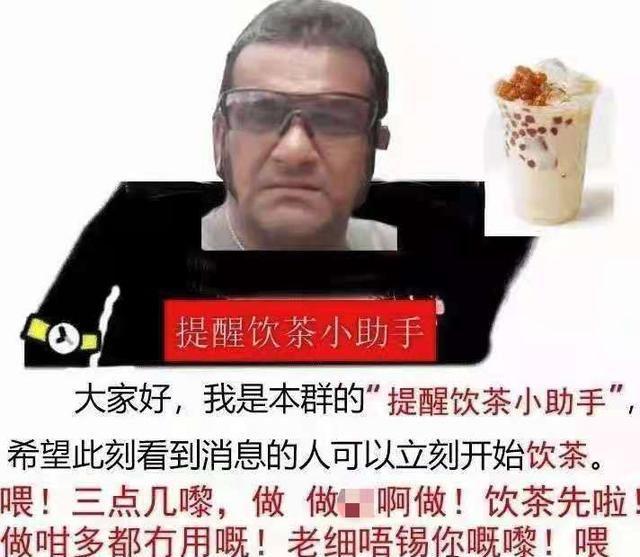 提醒饮茶小助手
大家好，我是本群的“提醒饮茶小助手”，
希望此刻看到消息的人可以立刻开始饮茶。
喂！三点几嚟，做 做啊做！饮茶先啦！
做咁多都冇用嘅！老细唔锡你嘅嚟！喂